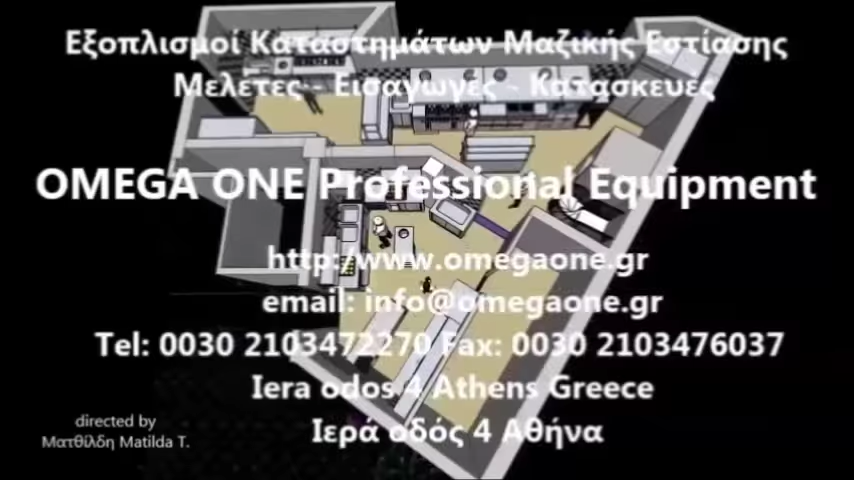 Εξοπλισμοί Καταστημάτων Μαζικής Εστίασης
Μελέτες - Εισαγωγές - Κατασκευές
OMEGA ONE Professional Equipment
http:/www.omegaone.gr
email: info@omegaone.gr
Tel: 0030 2103472270 Fax: 0030 2103476037
Iera odos 4 Athens Greece
Ιερά οδός 4 Αθήνα
directed by
Ματθίλδη Matilda T.